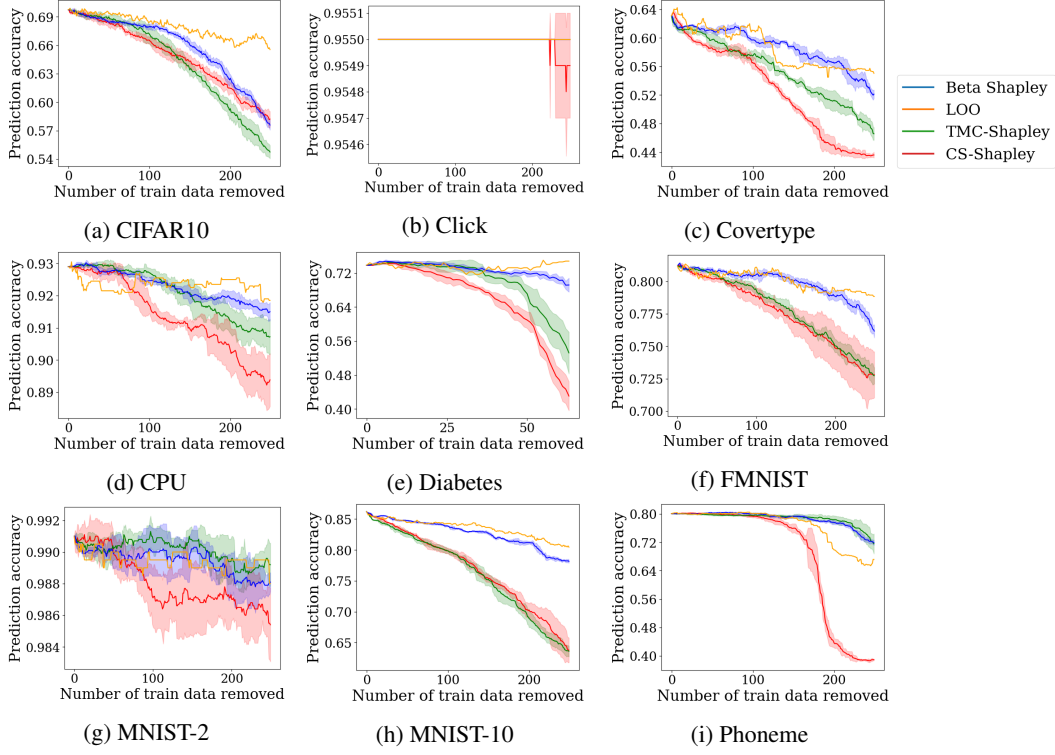 Prediction accuracy
0.69
0.66
0.63
0.60
0.57
0.54
0
100
200
Number of train data removed
(a) CIFAR10
Prediction accuracy
0.9551
0.9550
0.9550
0.9549
0.9549
0.9548
0.9547
0.9546
0
100
200
Number of train data removed
(b) Click
Prediction accuracy
0.64
0.60
0.56
0.52
0.48
0.44
0
100
200
Number of train data removed
(c) Covertype
Beta Shapley
LOO
TMC-Shapley
CS-Shapley
Prediction accuracy
0.93
0.92
0.91
0.90
0.89
0
100
200
Number of train data removed
(d) CPU
Prediction accuracy
0.72
0.64
0.56
0.48
0.40
0
25
50
Number of train data removed
(e) Diabetes
Prediction accuracy
0.800
0.775
0.750
0.725
0.700
0
100
200
Number of train data removed
(f) FMNIST
Prediction accuracy
0.992
0.990
0.988
0.986
0.984
0
100
200
Number of train data removed
(g) MNIST-2
Prediction accuracy
0.85
0.80
0.75
0.70
0.65
0
100
200
Number of train data removed
(h) MNIST-10
Prediction accuracy
0.80
0.72
0.64
0.56
0.48
0.40
0
100
200
Number of train data removed
(i) Phoneme